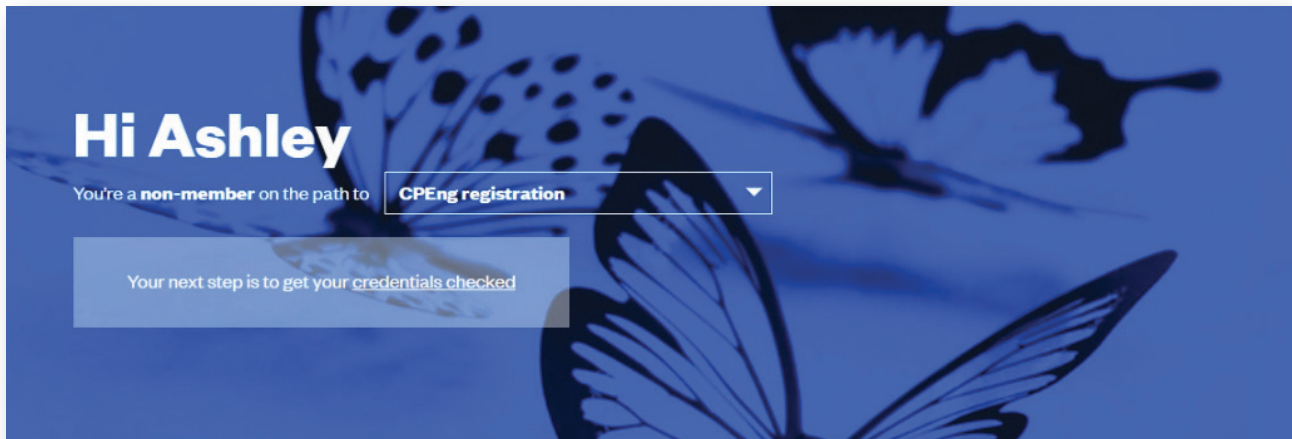 Hi Ashley
You're a non-member on the path to CPEng registration
Your next step is to get your credentials checked